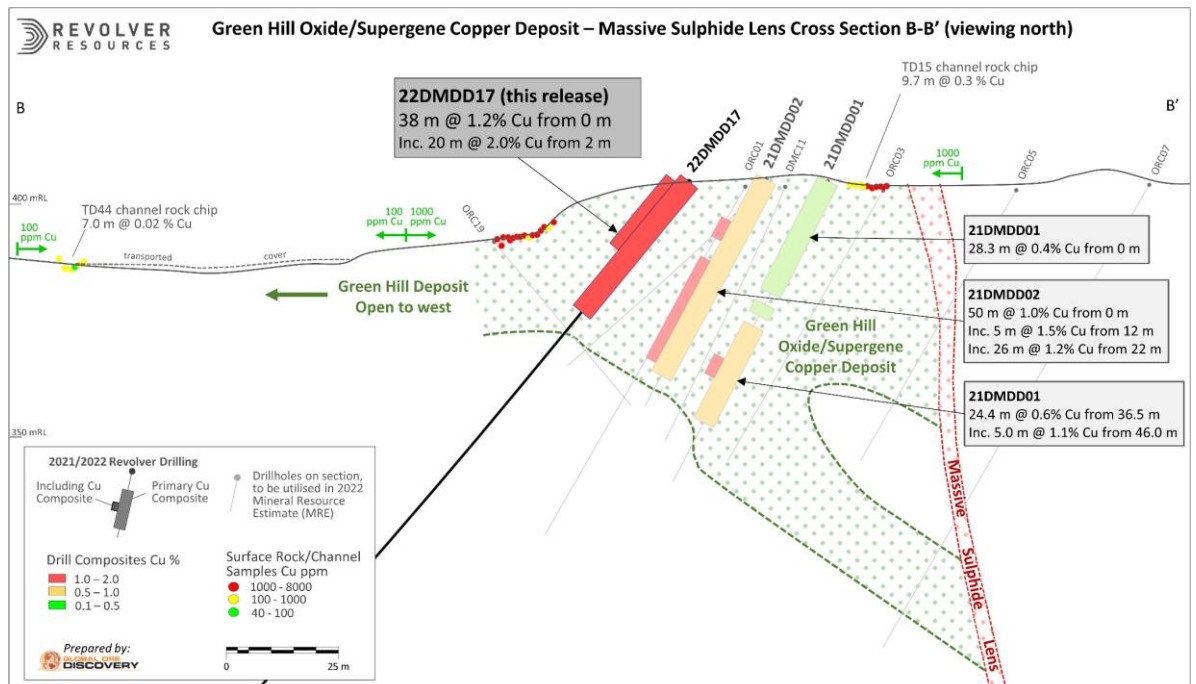 REVOLVER
RESOURCES
Green Hill Oxide/Supergene Copper Deposit – Massive Sulphide Lens Cross Section B-B’ (viewing north)
TD15 channel rock chip
9.7 m @ 0.3 % Cu
B
B’
22DMDD17 (this release)
38 m @ 1.2% Cu from 0 m
Inc. 20 m @ 2.0% Cu from 2 m
22DMDD17
ORC01
21DMDD02
DMC11
21DMDD01
ORC03
1000
ppm Cu
ORC05
ORC07
400 mRL
TD44 channel rock chip
7.0 m @ 0.02 % Cu
100
ppm Cu
transported
cover
100
ppm Cu
1000
ppm Cu
ORC19
Green Hill Deposit
Open to west
21DMDD01
28.3 m @ 0.4% Cu from 0 m
21DMDD02
50 m @ 1.0% Cu from 0 m
Inc. 5 m @ 1.5% Cu from 12 m
Inc. 26 m @ 1.2% Cu from 22 m
Green Hill
Oxide/Supergene
Copper Deposit
21DMDD01
24.4 m @ 0.6% Cu from 36.5 m
Inc. 5.0 m @ 1.1% Cu from 46.0 m
350 mRL
Massive
Sulphide
Lens
2021/2022 Revolver Drilling
Including Cu
Composite
Primary Cu
Composite
Drillholes on section,
to be utilised in 2022
Mineral Resource
Estimate (MRE)
Drill Composites Cu %
1.0 – 2.0
0.5 – 1.0
0.1 – 0.5
Surface Rock/Channel
Samples Cu ppm
1000 - 8000
100 - 1000
40 - 100
Prepared by:
GLOBAL ORE
DISCOVERY
0
25 m